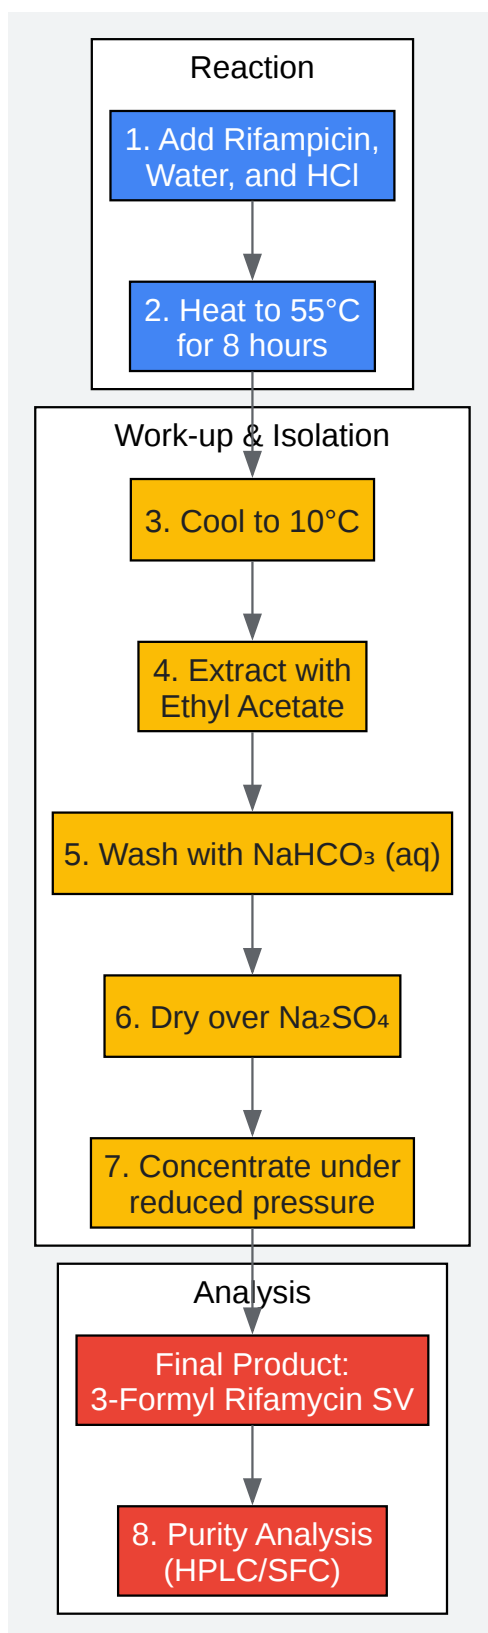 Reaction
1. Add Rifampicin,
Water, and HCl
2. Heat to 55°C
for 8 hours
Work-up & Isolation
3. Cool to 10°C
4. Extract with
Ethyl Acetate
5. Wash with NaHCO₃ (aq)
6. Dry over Na₂SO₄
7. Concentrate under
reduced pressure
Analysis
Final Product:
3-Formyl Rifamycin SV
8. Purity Analysis
(HPLC/SFC)